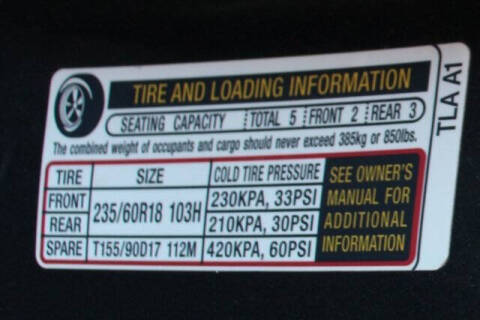 TIRE AND LOADING INFORMATION
SEATING CAPACITY TOTAL 5 FRONT 2 REAR 3
The combined weight of occupants and cargo should never exceed 385kg or 850lbs.
TIRE SIZE COLD TIRE PRESSURE
FRONT 235/60R18 103H 230KPA, 33PSI
REAR 210KPA, 30PSI
SPARE T155/90D17 112M 420KPA, 60PSI
SEE OWNER'S
MANUAL FOR
ADDITIONAL
INFORMATION
TLA A1